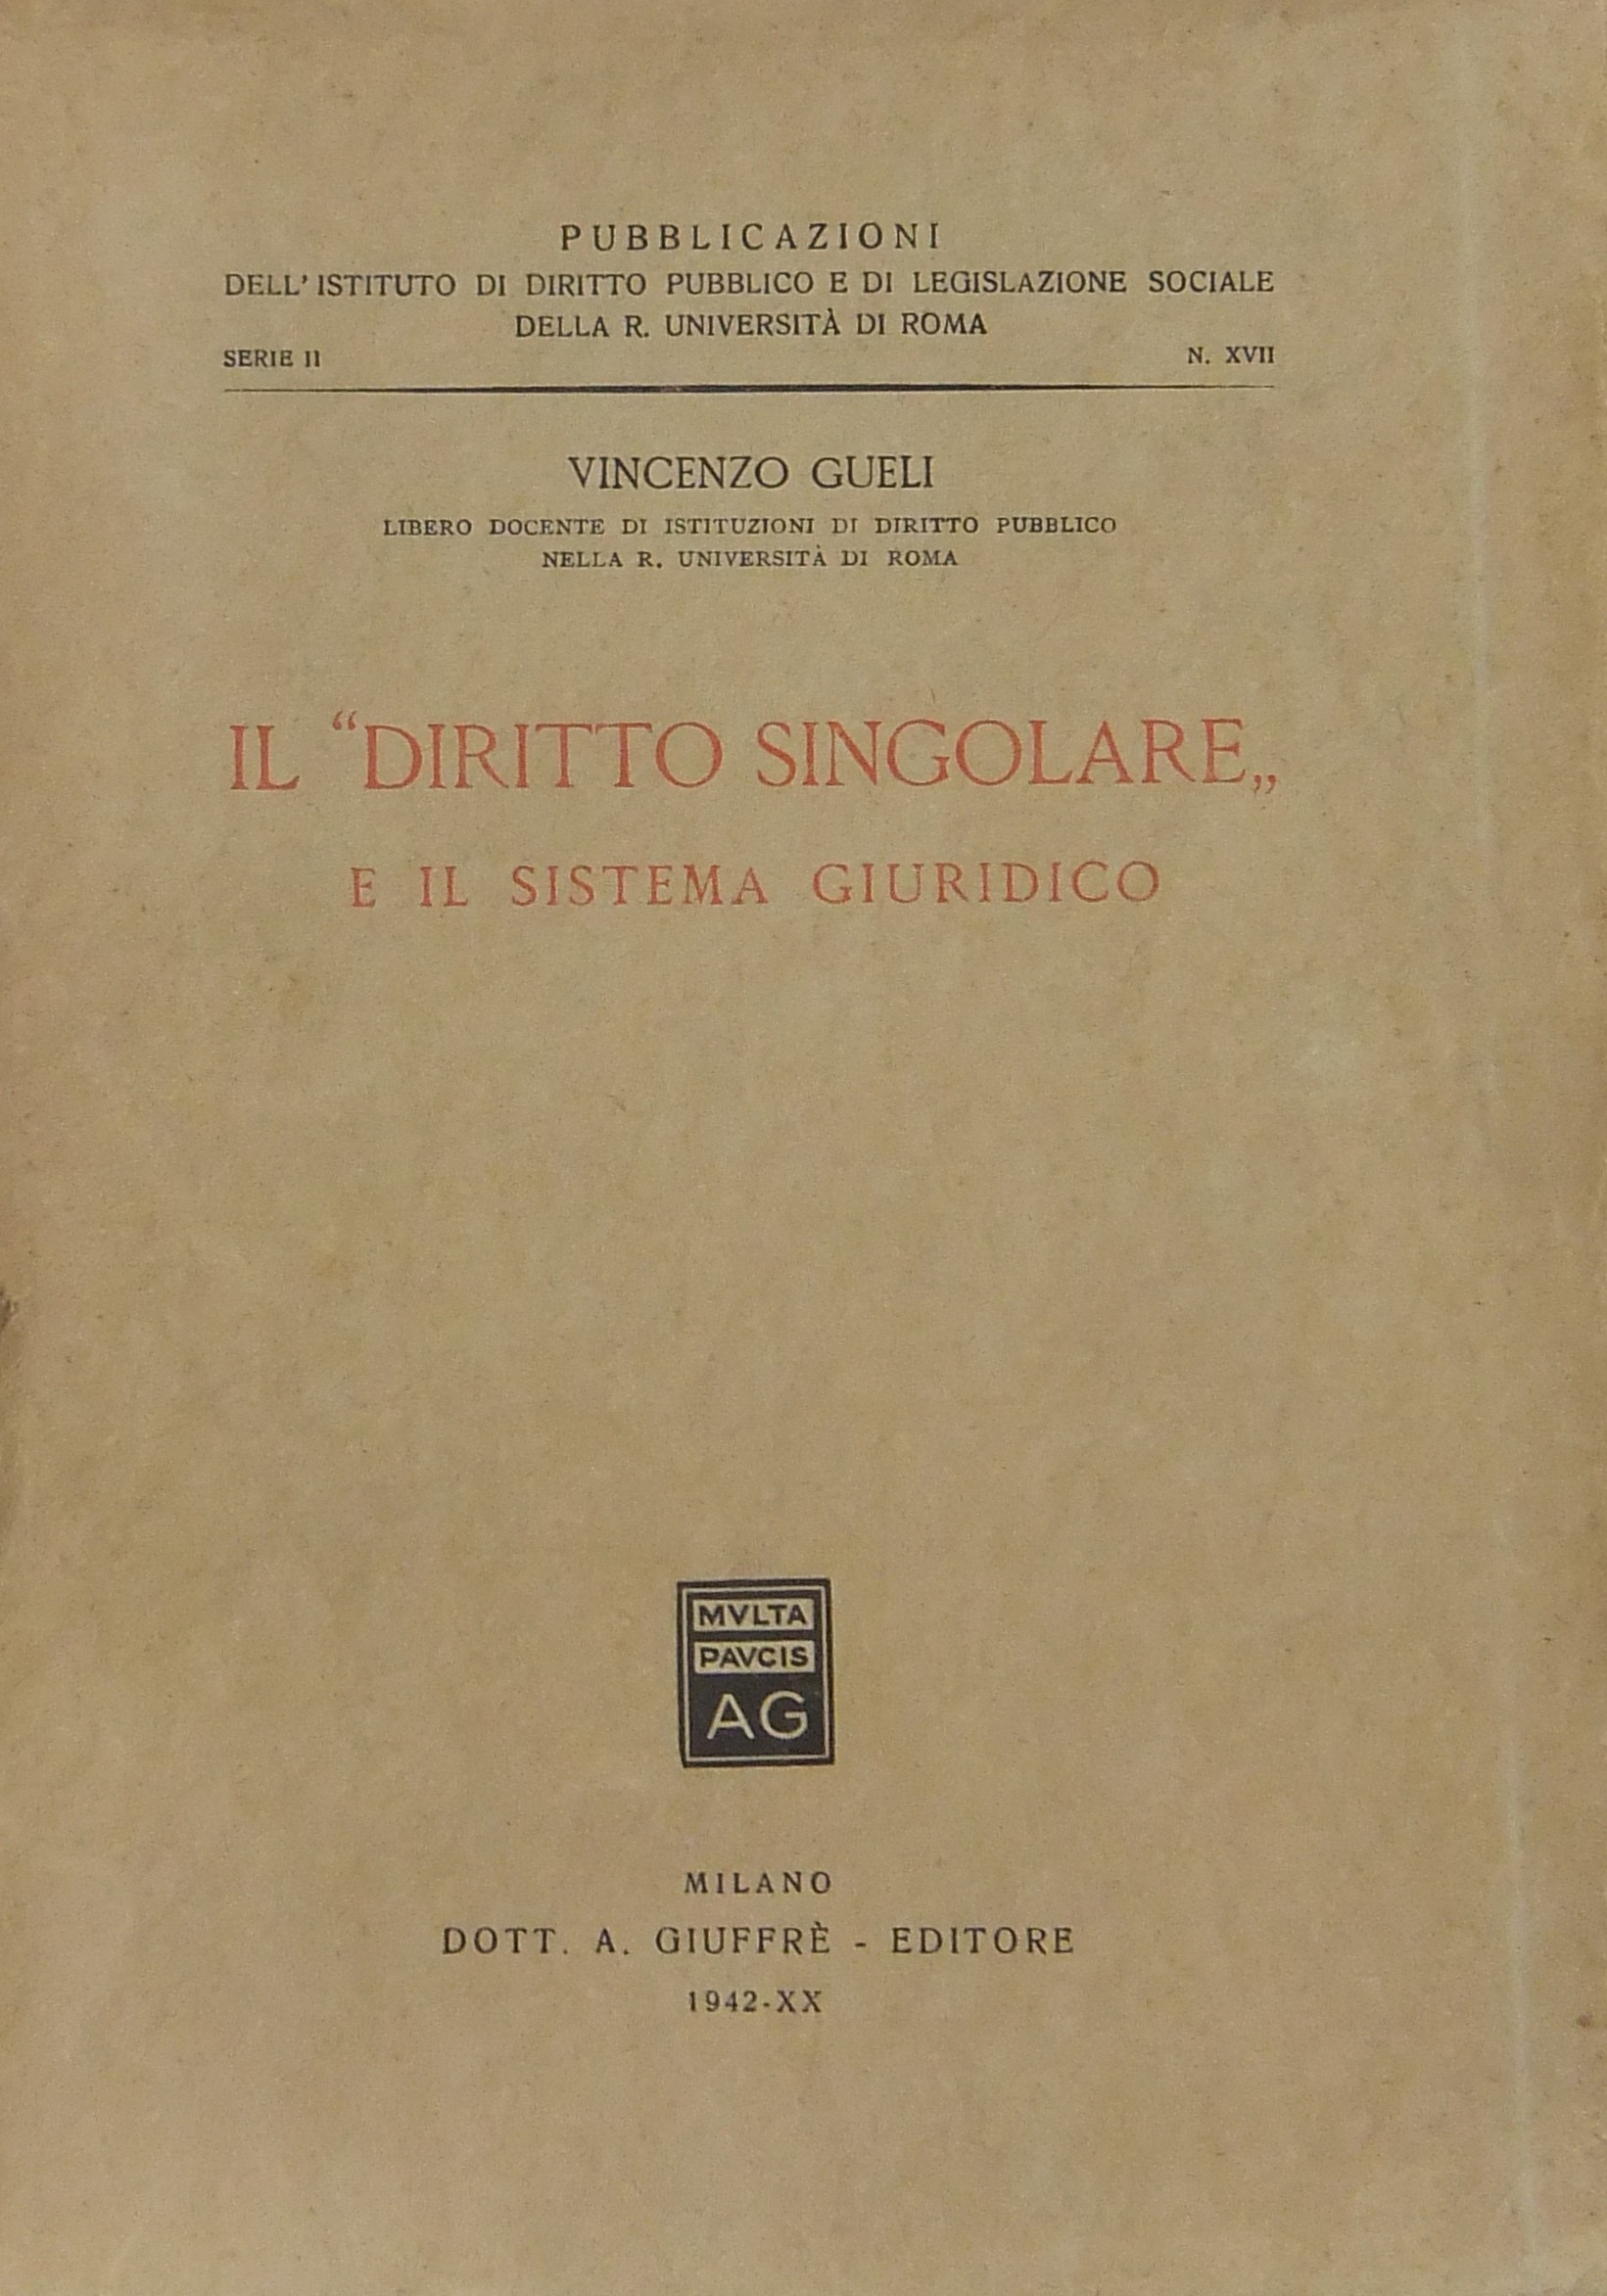 PUBBLICAZIONI
DELL' ISTITUTO DI DIRITTO PUBBLICO E DI LEGISLAZIONE SOCIALE
DELLA R. UNIVERSITÀ DI ROMA
SERIE II N. XVII
VINCENZO GUELI
LIBERO DOCENTE DI ISTITUZIONI DI DIRITTO PUBBLICO
NELLA R. UNIVERSITÀ DI ROMA
IL “DIRITTO SINGOLARE„
E IL SISTEMA GIURIDICO
MVLTA
PAVCIS
AG
MILANO
DOTT. A. GIUFFRÈ - EDITORE
1942-XX